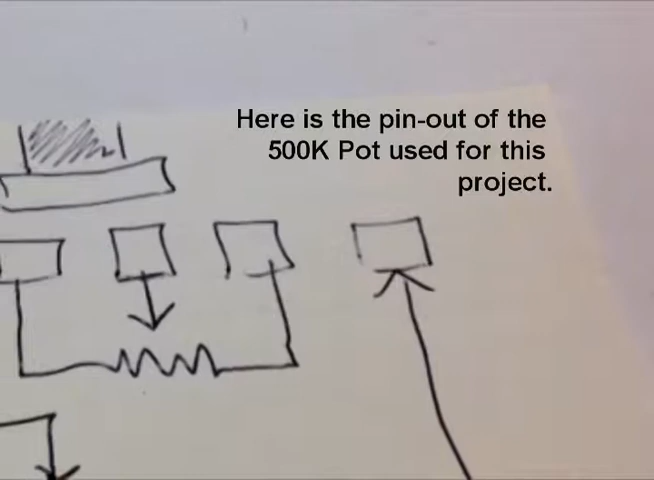 Here is the pin-out of the
500K Pot used for this
project.